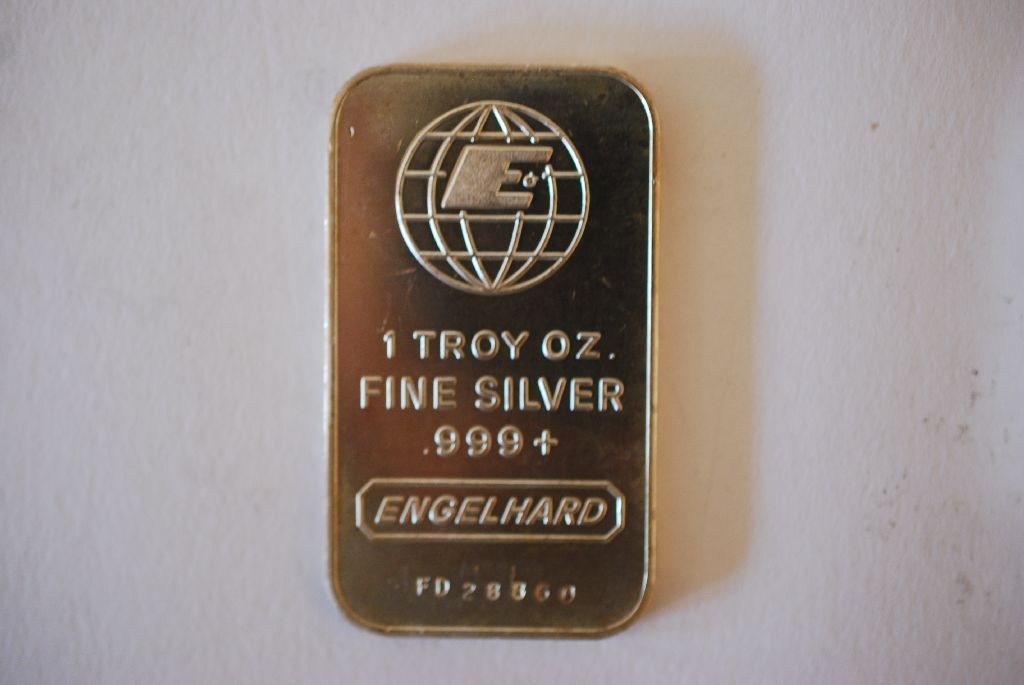 E
1 TROY OZ.
FINE SILVER
.999+
ENGELHARD
FD